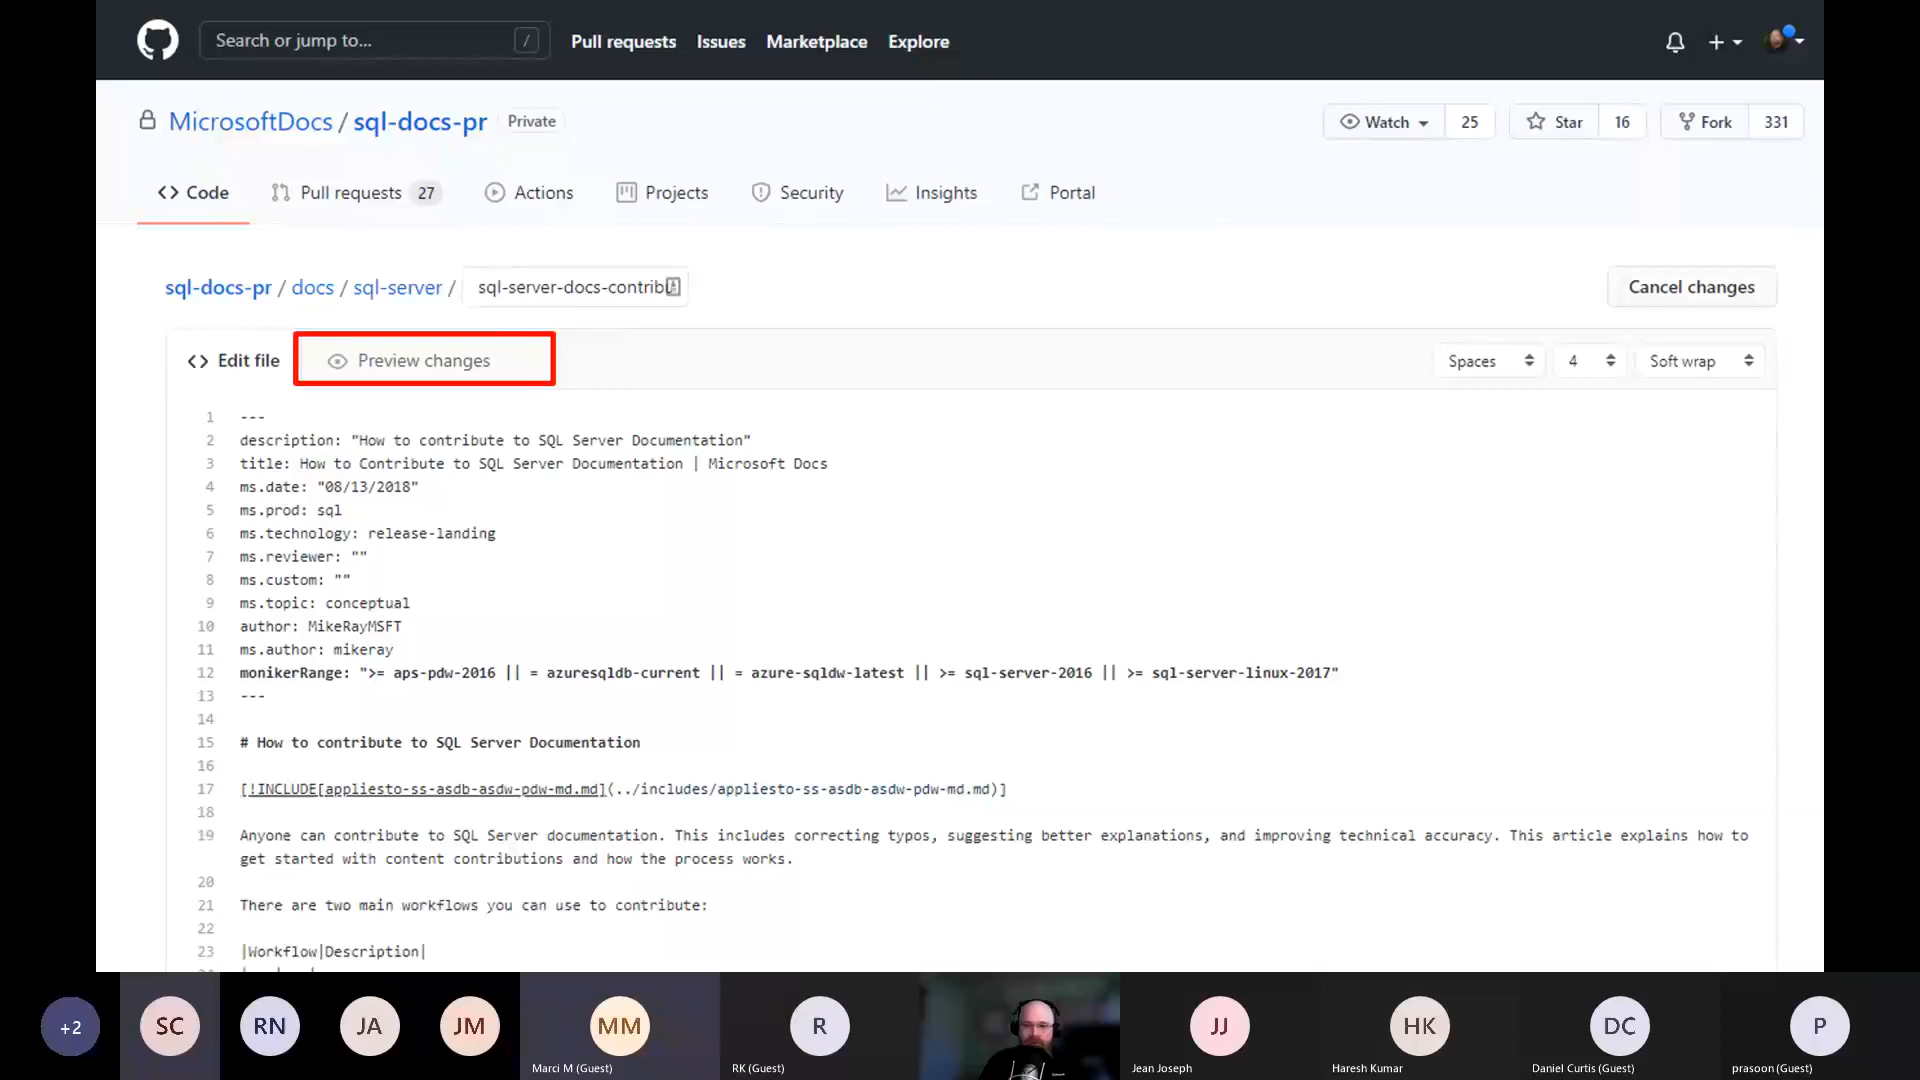 Search or jump to... /
Pull requests Issues Marketplace Explore
MicrosoftDocs / sql-docs-pr Private
Watch 25 Star 16 Fork 331
Code Pull requests 27 Actions Projects Security Insights Portal
sql-docs-pr / docs / sql-server / sql-server-docs-contribu
Cancel changes
Edit file Preview changes Spaces 4 Soft wrap
1 ---
2 description: "How to contribute to SQL Server Documentation"
3 title: How to Contribute to SQL Server Documentation | Microsoft Docs
4 ms.date: "08/13/2018"
5 ms.prod: sql
6 ms.technology: release-landing
7 ms.reviewer: ""
8 ms.custom: ""
9 ms.topic: conceptual
10 author: MikeRayMSFT
11 ms.author: mikeray
12 monikerRange: ">= aps-pdw-2016 || = azuresqldb-current || = azure-sqldw-latest || >= sql-server-2016 || >= sql-server-linux-2017"
13 ---
14
15 # How to contribute to SQL Server Documentation
16
17 [!INCLUDE[appliesto-ss-asdb-asdw-pdw-md.md](../includes/appliesto-ss-asdb-asdw-pdw-md.md)]
18
19 Anyone can contribute to SQL Server documentation. This includes correcting typos, suggesting better explanations, and improving technical accuracy. This article explains how to
get started with content contributions and how the process works.
20
21 There are two main workflows you can use to contribute:
22
23 |Workflow|Description|
+2 SC RN JA JM MM R JJ HK DC P
Marci M (Guest) RK (Guest) Jean Joseph Haresh Kumar Daniel Curtis (Guest) prasoon (Guest)